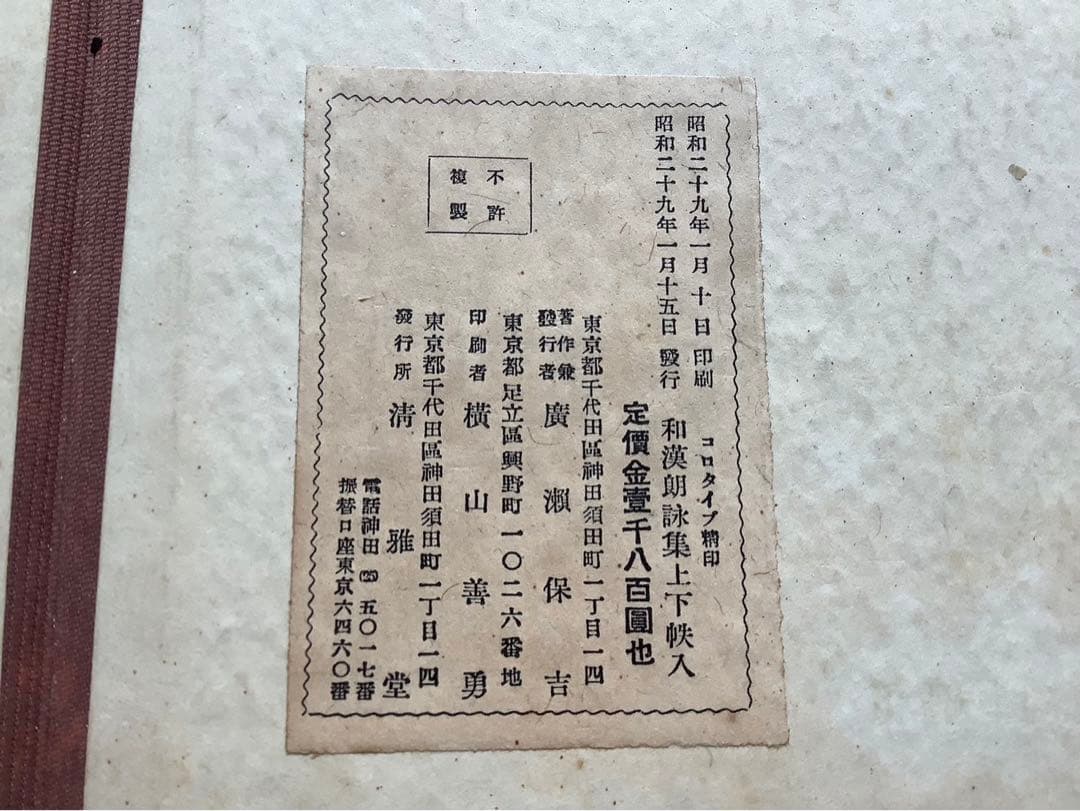 昭和二十九年一月十日 印刷
昭和二十九年一月十五日 發行
コロタイプ精印
和漢朗詠集上下帙入
定價金壹千八百圓也
不許
複製
東京都千代田區神田須田町一丁目一四
著作兼
發行者 廣瀬保吉
東京都足立區興野町一〇二六番地
印刷者 橫山善勇
東京都千代田區神田須田町一丁目一四
發行所 淸雅堂
電話神田(25)五〇一七番
振替口座東京六四六〇番